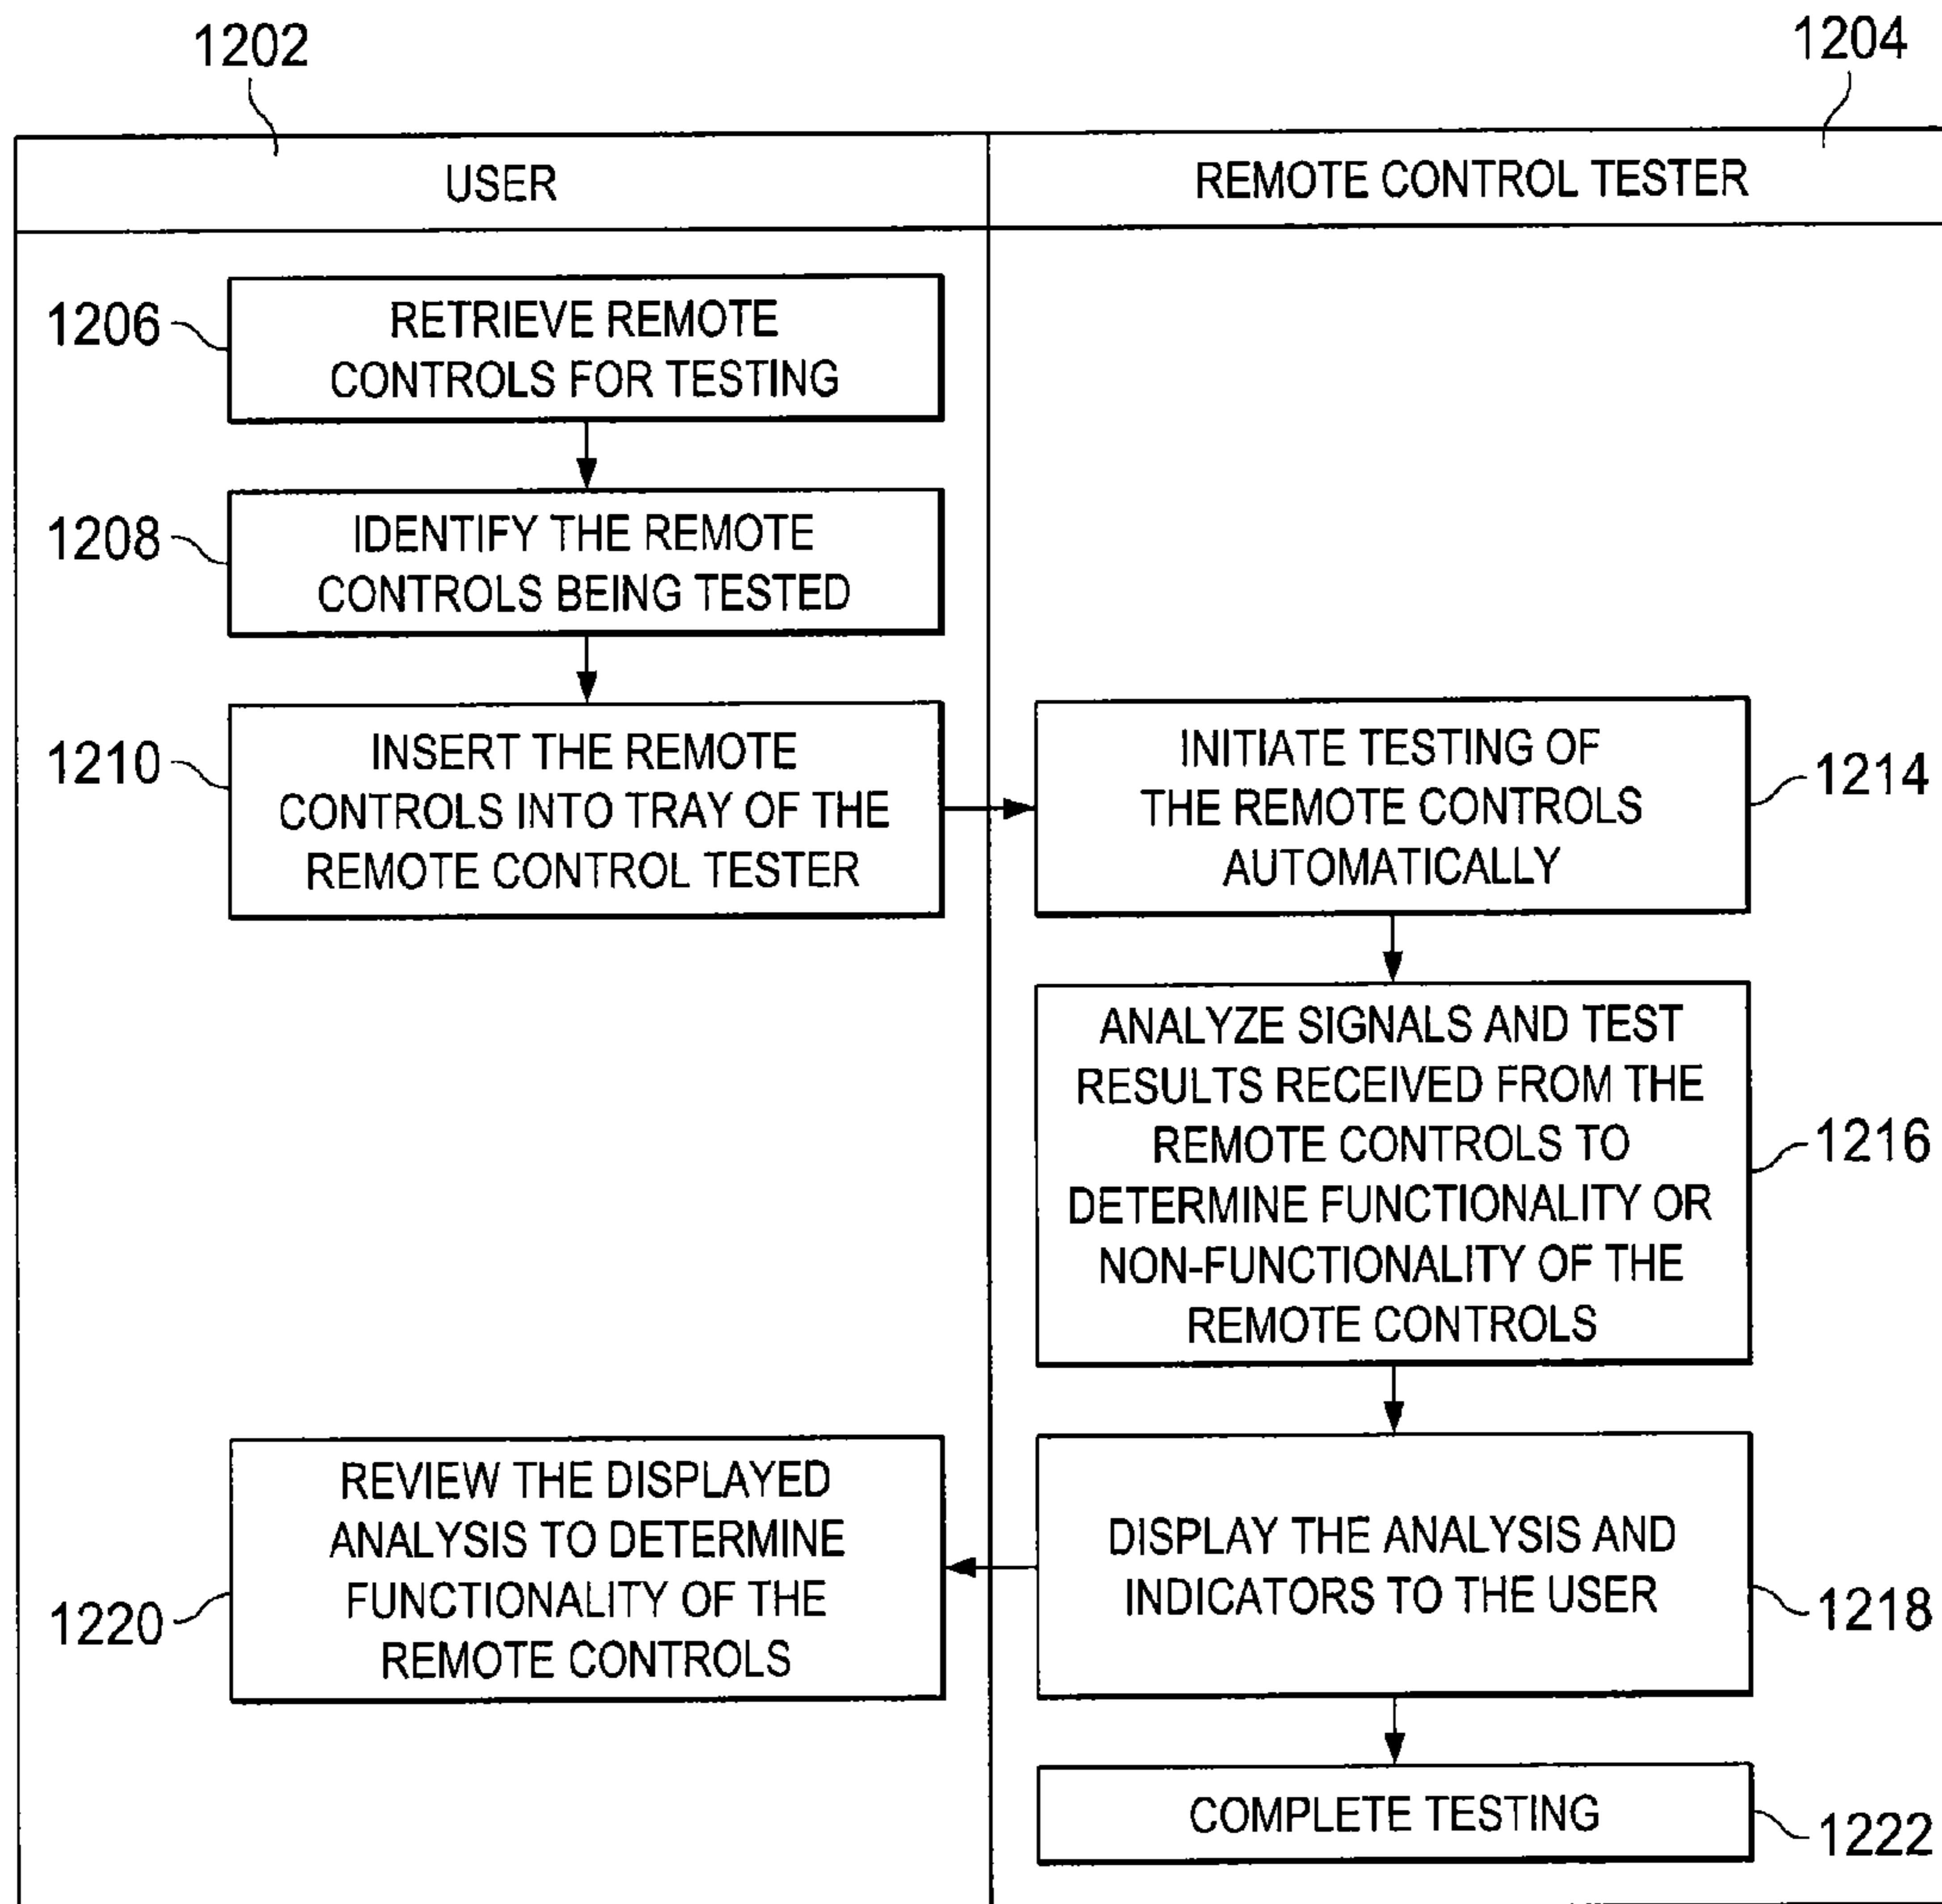 1202
1204
USER
REMOTE CONTROL TESTER
1206
RETRIEVE REMOTE
CONTROLS FOR TESTING
1208
IDENTIFY THE REMOTE
CONTROLS BEING TESTED
1210
INSERT THE REMOTE
CONTROLS INTO TRAY OF THE
REMOTE CONTROL TESTER
INITIATE TESTING OF
THE REMOTE CONTROLS
AUTOMATICALLY
1214
ANALYZE SIGNALS AND TEST
RESULTS RECEIVED FROM THE
REMOTE CONTROLS TO
DETERMINE FUNCTIONALITY OR
NON-FUNCTIONALITY OF THE
REMOTE CONTROLS
1216
DISPLAY THE ANALYSIS AND
INDICATORS TO THE USER
1218
1220
REVIEW THE DISPLAYED
ANALYSIS TO DETERMINE
FUNCTIONALITY OF THE
REMOTE CONTROLS
COMPLETE TESTING
1222